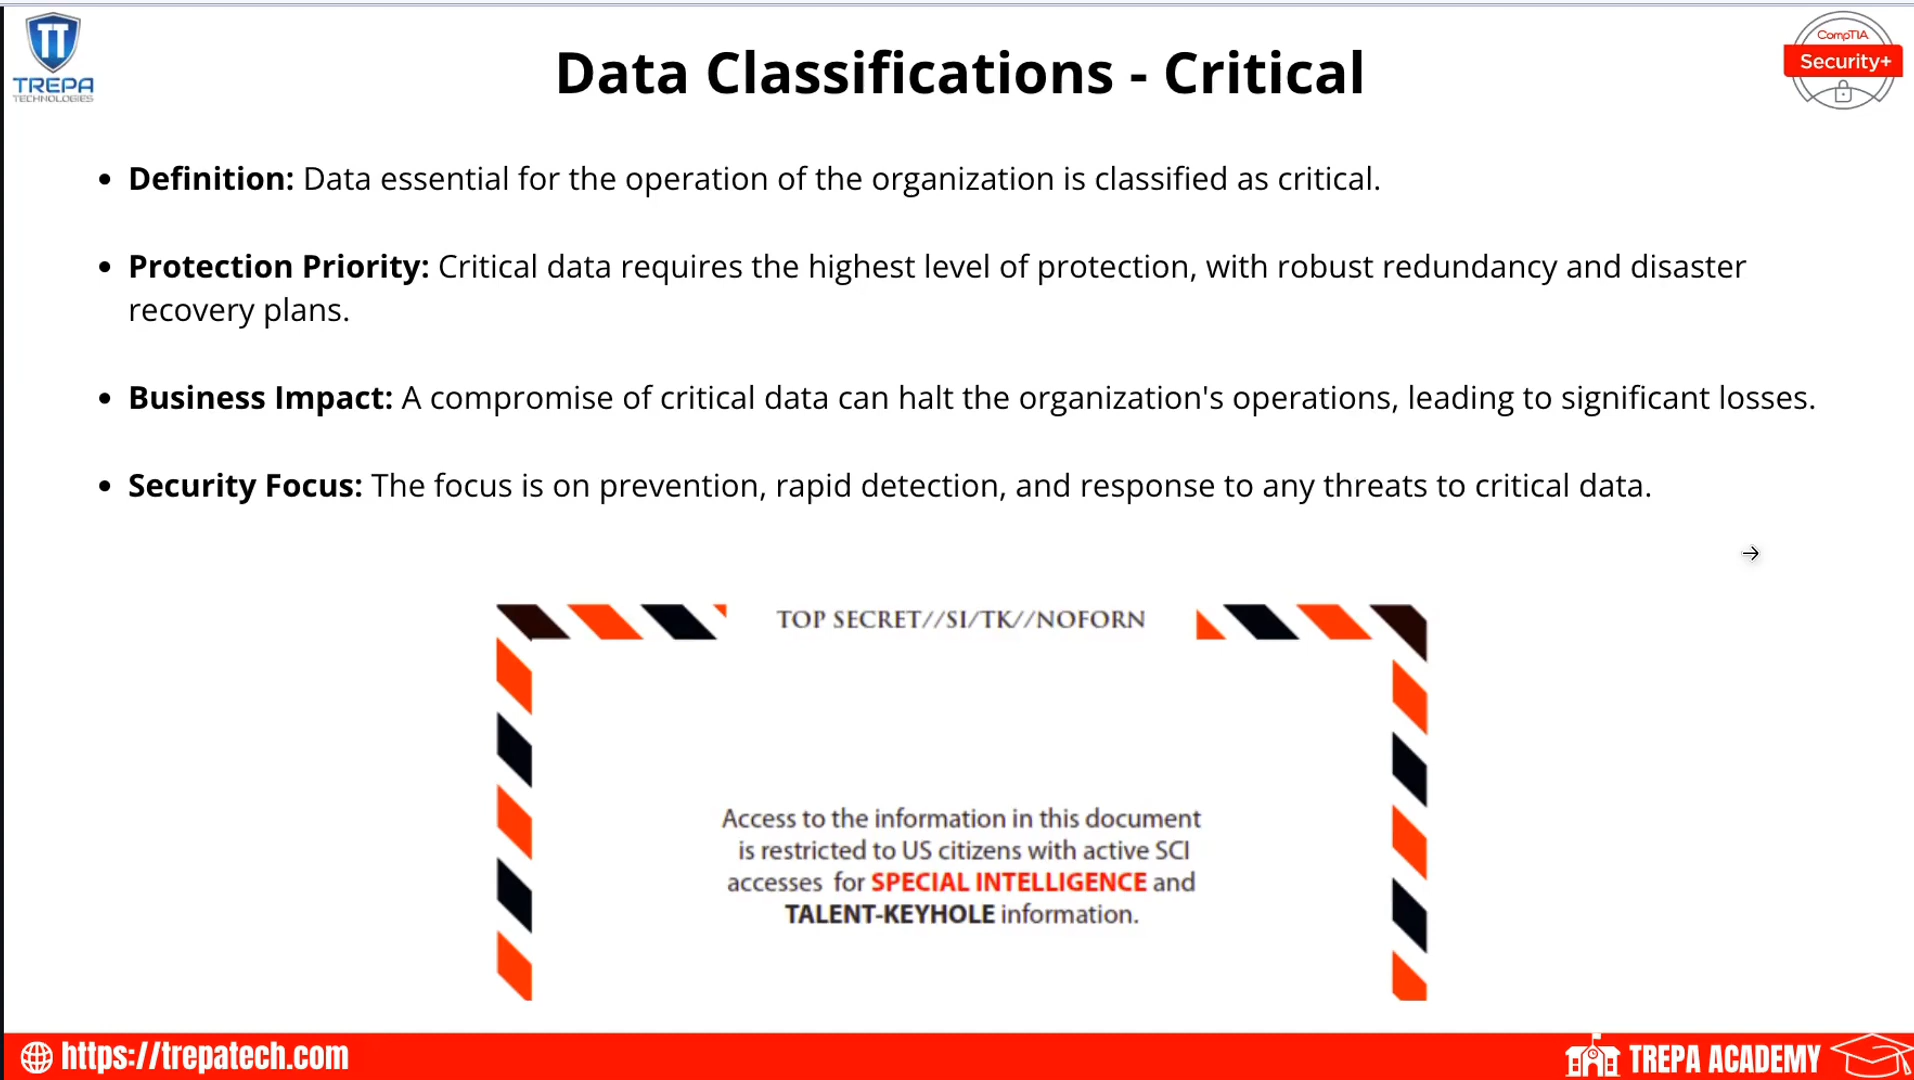 TT
TREPA
TECHNOLOGIES
Data Classifications - Critical
CompTIA
Security+
• Definition: Data essential for the operation of the organization is classified as critical.
• Protection Priority: Critical data requires the highest level of protection, with robust redundancy and disaster
recovery plans.
• Business Impact: A compromise of critical data can halt the organization's operations, leading to significant losses.
• Security Focus: The focus is on prevention, rapid detection, and response to any threats to critical data.
TOP SECRET//SI/TK//NOFORN
Access to the information in this document
is restricted to US citizens with active SCI
accesses for SPECIAL INTELLIGENCE and
TALENT-KEYHOLE information.
https://trepatech.com
TREPA ACADEMY